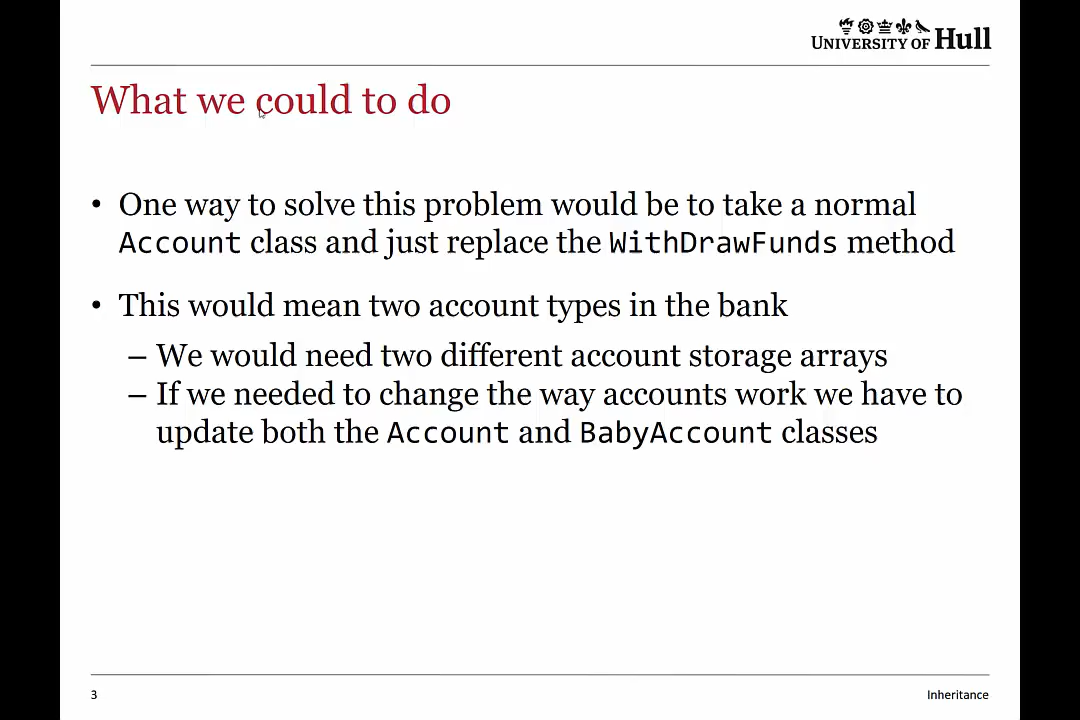 UNIVERSITY OF Hull
What we could to do
• One way to solve this problem would be to take a normal
Account class and just replace the WithDrawFunds method
• This would mean two account types in the bank
– We would need two different account storage arrays
– If we needed to change the way accounts work we have to
update both the Account and BabyAccount classes
3
Inheritance